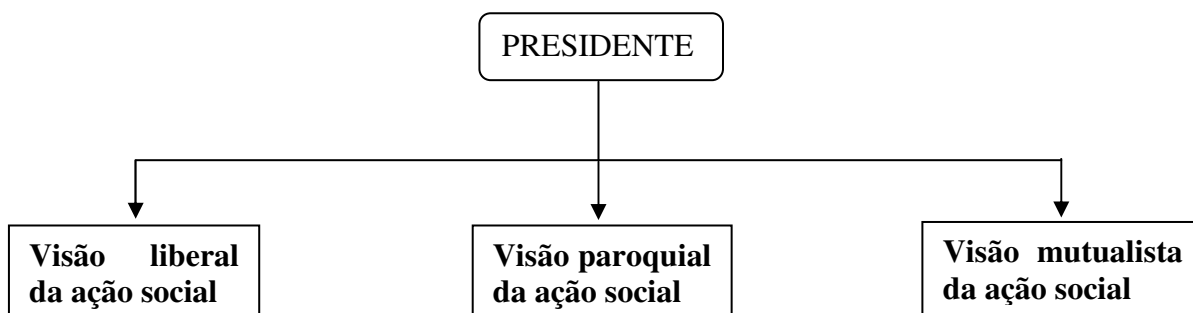 PRESIDENTE
Visão liberal
da ação social
Visão paroquial
da ação social
Visão mutualista
da ação social